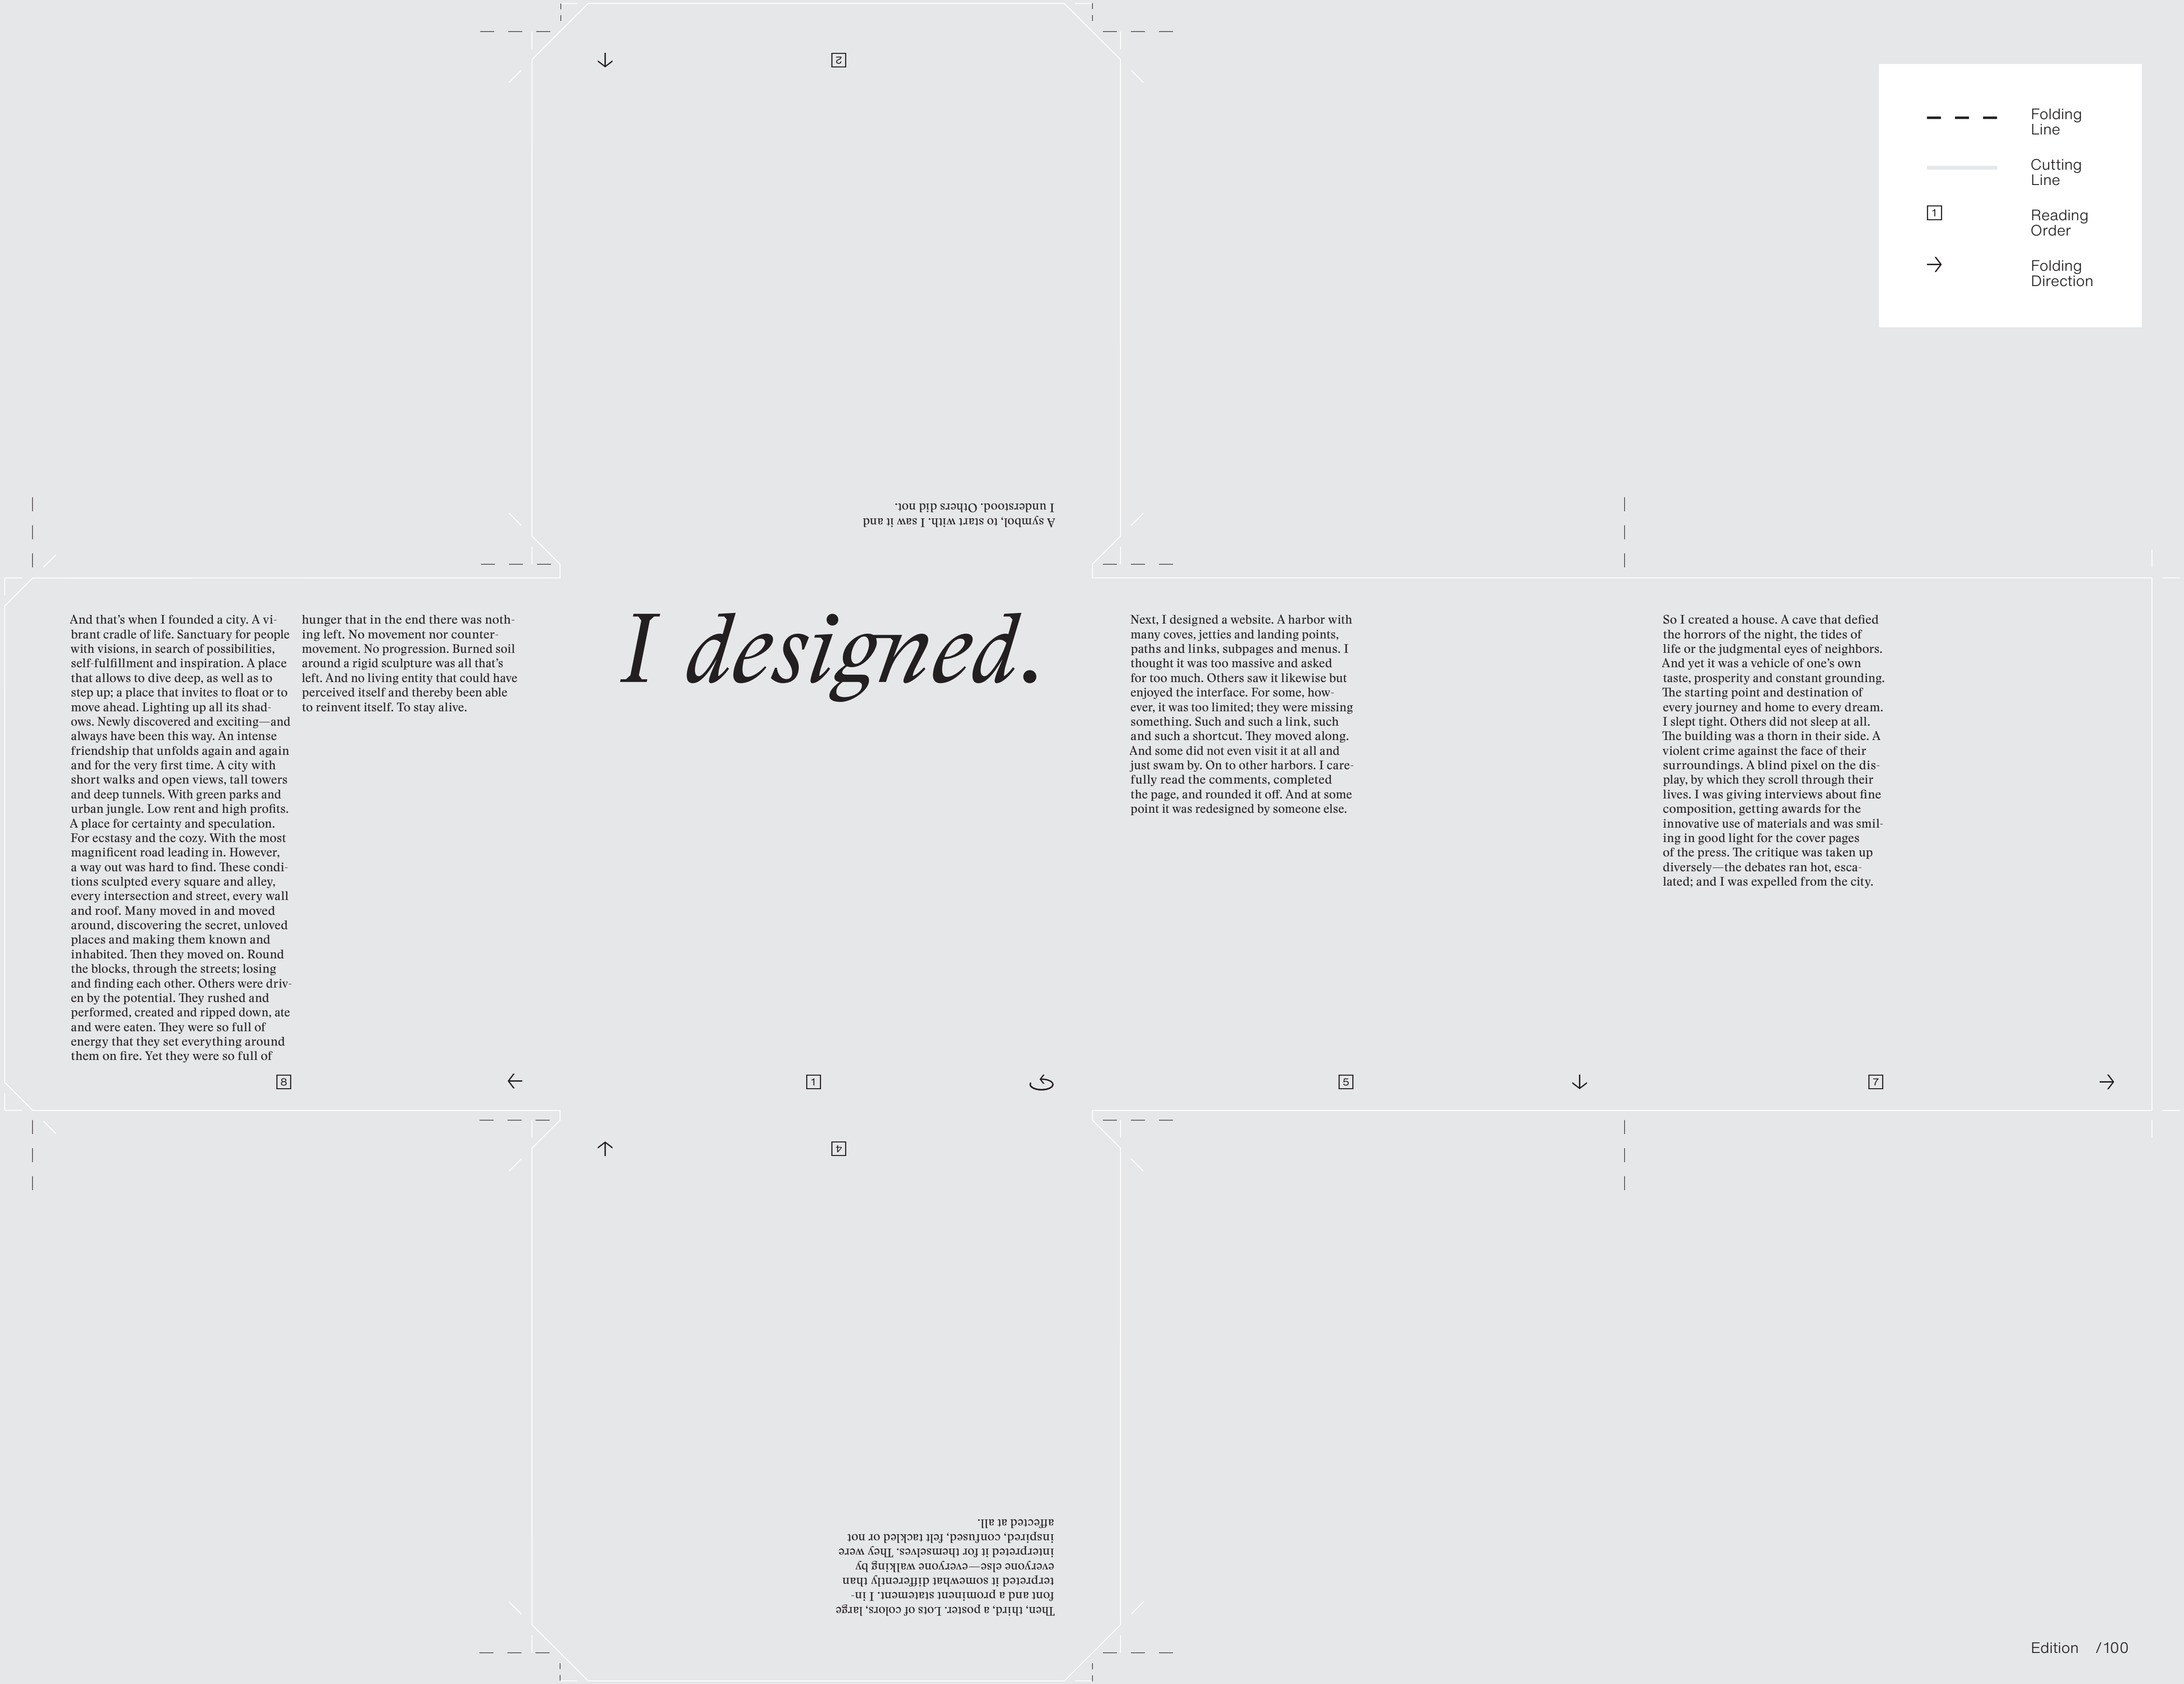 2
A symbol, to start with. I saw it and
I understood. Others did not.
Folding
Line
Cutting
Line
1
Reading
Order
Folding
Direction
And that’s when I founded a city. A vi-
brant cradle of life. Sanctuary for people
with visions, in search of possibilities,
self-fulfillment and inspiration. A place
that allows to dive deep, as well as to
step up; a place that invites to float or to
move ahead. Lighting up all its shad-
ows. Newly discovered and exciting—and
always have been this way. An intense
friendship that unfolds again and again
and for the very first time. A city with
short walks and open views, tall towers
and deep tunnels. With green parks and
urban jungle. Low rent and high profits.
A place for certainty and speculation.
For ecstasy and the cozy. With the most
magnificent road leading in. However,
a way out was hard to find. These condi-
tions sculpted every square and alley,
every intersection and street, every wall
and roof. Many moved in and moved
around, discovering the secret, unloved
places and making them known and
inhabited. Then they moved on. Round
the blocks, through the streets; losing
and finding each other. Others were driv-
en by the potential. They rushed and
performed, created and ripped down, ate
and were eaten. They were so full of
energy that they set everything around
them on fire. Yet they were so full of
hunger that in the end there was noth-
ing left. No movement nor counter-
movement. No progression. Burned soil
around a rigid sculpture was all that’s
left. And no living entity that could have
perceived itself and thereby been able
to reinvent itself. To stay alive.
8
I designed.
1
Next, I designed a website. A harbor with
many coves, jetties and landing points,
paths and links, subpages and menus. I
thought it was too massive and asked
for too much. Others saw it likewise but
enjoyed the interface. For some, how-
ever, it was too limited; they were missing
something. Such and such a link, such
and such a shortcut. They moved along.
And some did not even visit it at all and
just swam by. On to other harbors. I care-
fully read the comments, completed
the page, and rounded it off. And at some
point it was redesigned by someone else.
5
So I created a house. A cave that defied
the horrors of the night, the tides of
life or the judgmental eyes of neighbors.
And yet it was a vehicle of one’s own
taste, prosperity and constant grounding.
The starting point and destination of
every journey and home to every dream.
I slept tight. Others did not sleep at all.
The building was a thorn in their side. A
violent crime against the face of their
surroundings. A blind pixel on the dis-
play, by which they scroll through their
lives. I was giving interviews about fine
composition, getting awards for the
innovative use of materials and was smil-
ing in good light for the cover pages
of the press. The critique was taken up
diversely—the debates ran hot, esca-
lated; and I was expelled from the city.
7
4
Then, third, a poster. Lots of colors, large
font and a prominent statement. I in-
terpreted it somewhat differently than
everyone else—everyone walking by
interpreted it for themselves. They were
inspired, confused, felt tackled or not
affected at all.
Edition /100